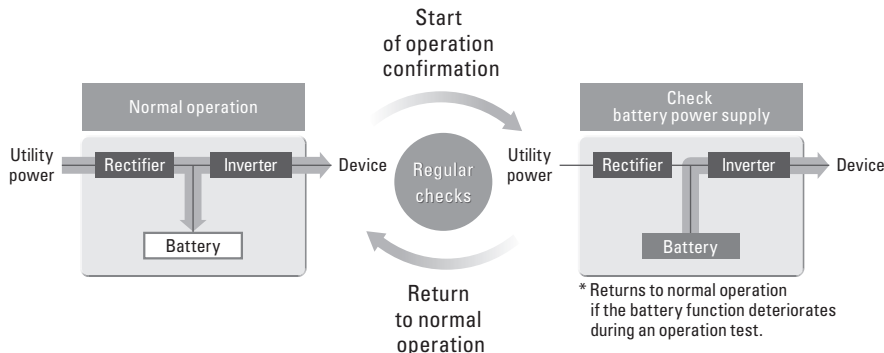 Start
of operation
confirmation
Normal operation
Utility
power
Rectifier
Inverter
Device
Battery
Regular
checks
Check
battery power supply
Utility
power
Rectifier
Inverter
Device
Battery
* Returns to normal operation
if the battery function deteriorates
during an operation test.
Return
to normal
operation